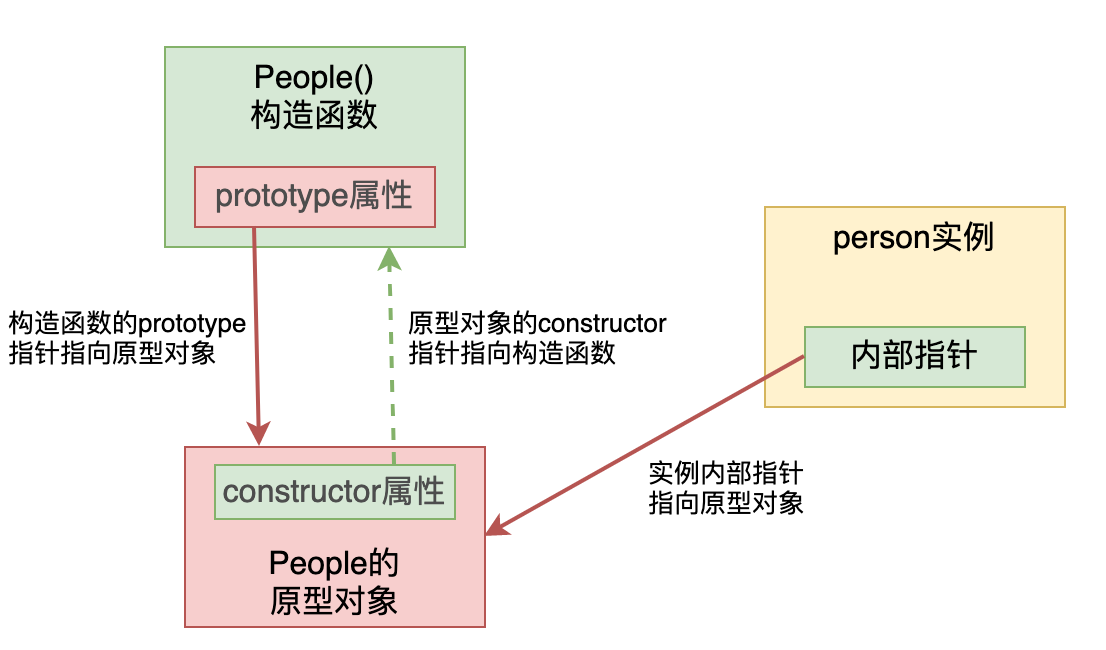 People()
构造函数
prototype属性
person实例
构造函数的prototype
指针指向原型对象
原型对象的constructor
指针指向构造函数
内部指针
实例内部指针
指向原型对象
constructor属性
People的
原型对象